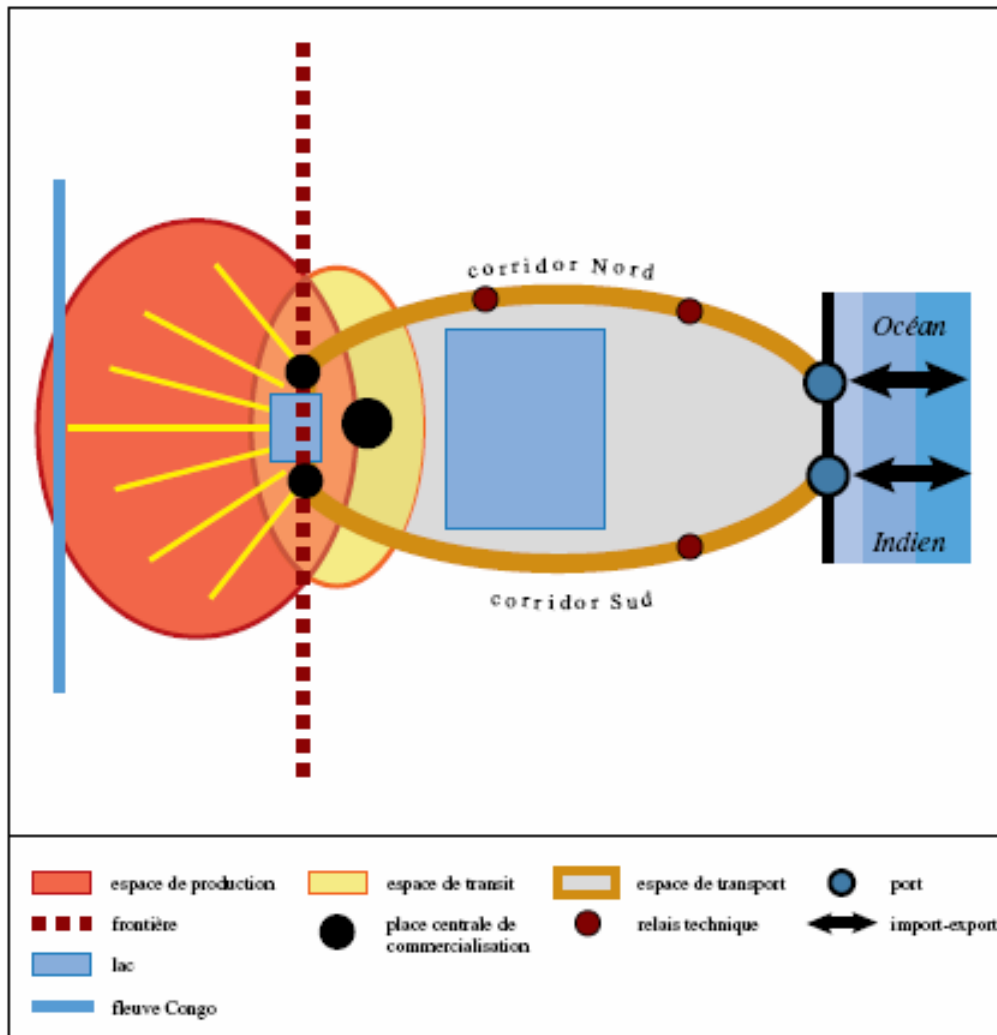 corridor Nord
Océan
Indien
corridor Sud
espace de production
espace de transit
espace de transport
port
frontière
place centrale de
commercialisation
relais technique
import-export
lac
fleuve Congo